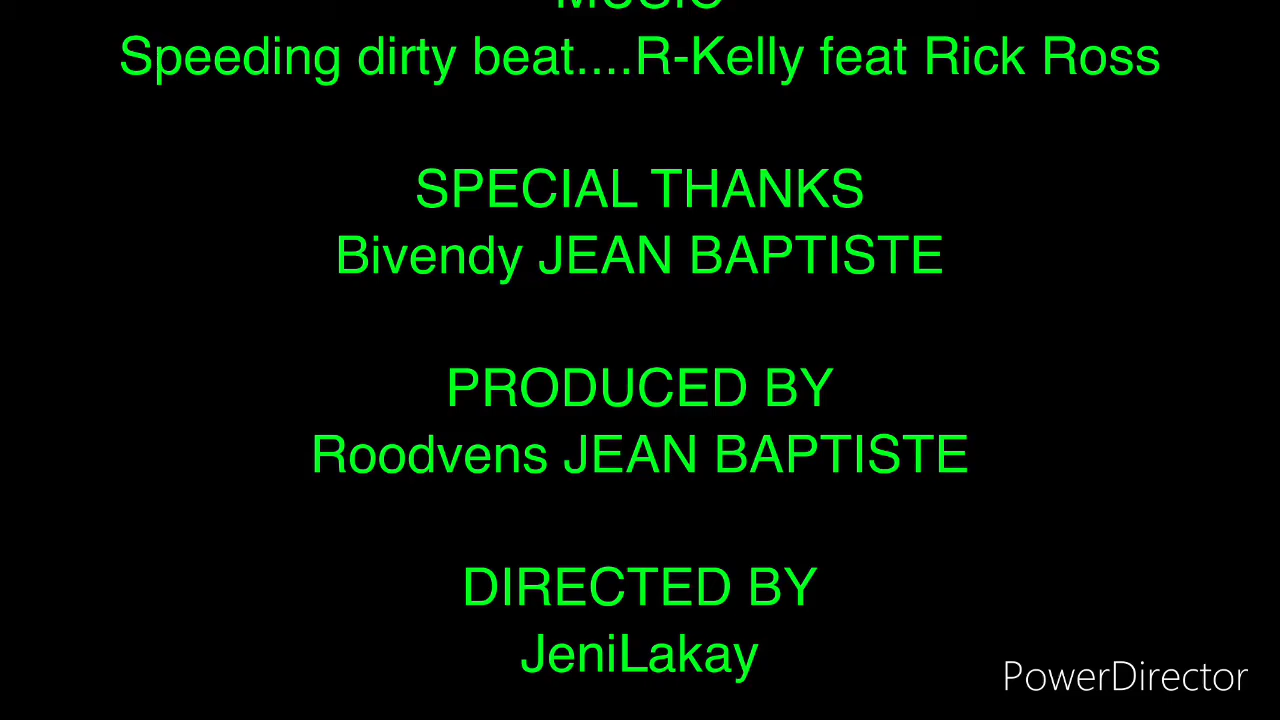 MUSIC
Speeding dirty beat....R-Kelly feat Rick Ross
SPECIAL THANKS
Bivendy JEAN BAPTISTE
PRODUCED BY
Roodvens JEAN BAPTISTE
DIRECTED BY
JeniLakay
PowerDirector